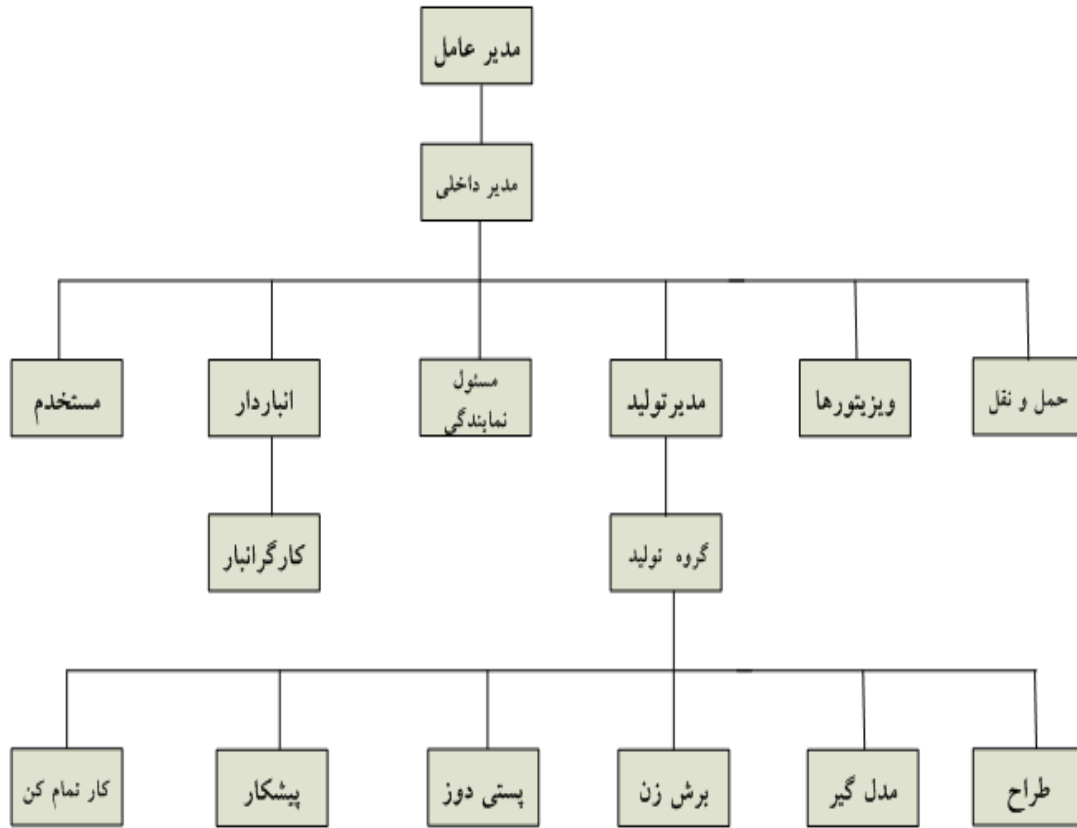 مدیر عامل
مدیر داخلی
حمل و نقل
ویزیتورها
مدیرتولید
مسئول
نمایندگی
انباردار
مستخدم
گروه تولید
کارگرانبار
طراح
مدل گیر
برش زن
پستی دوز
پیشکار
کار تمام کن